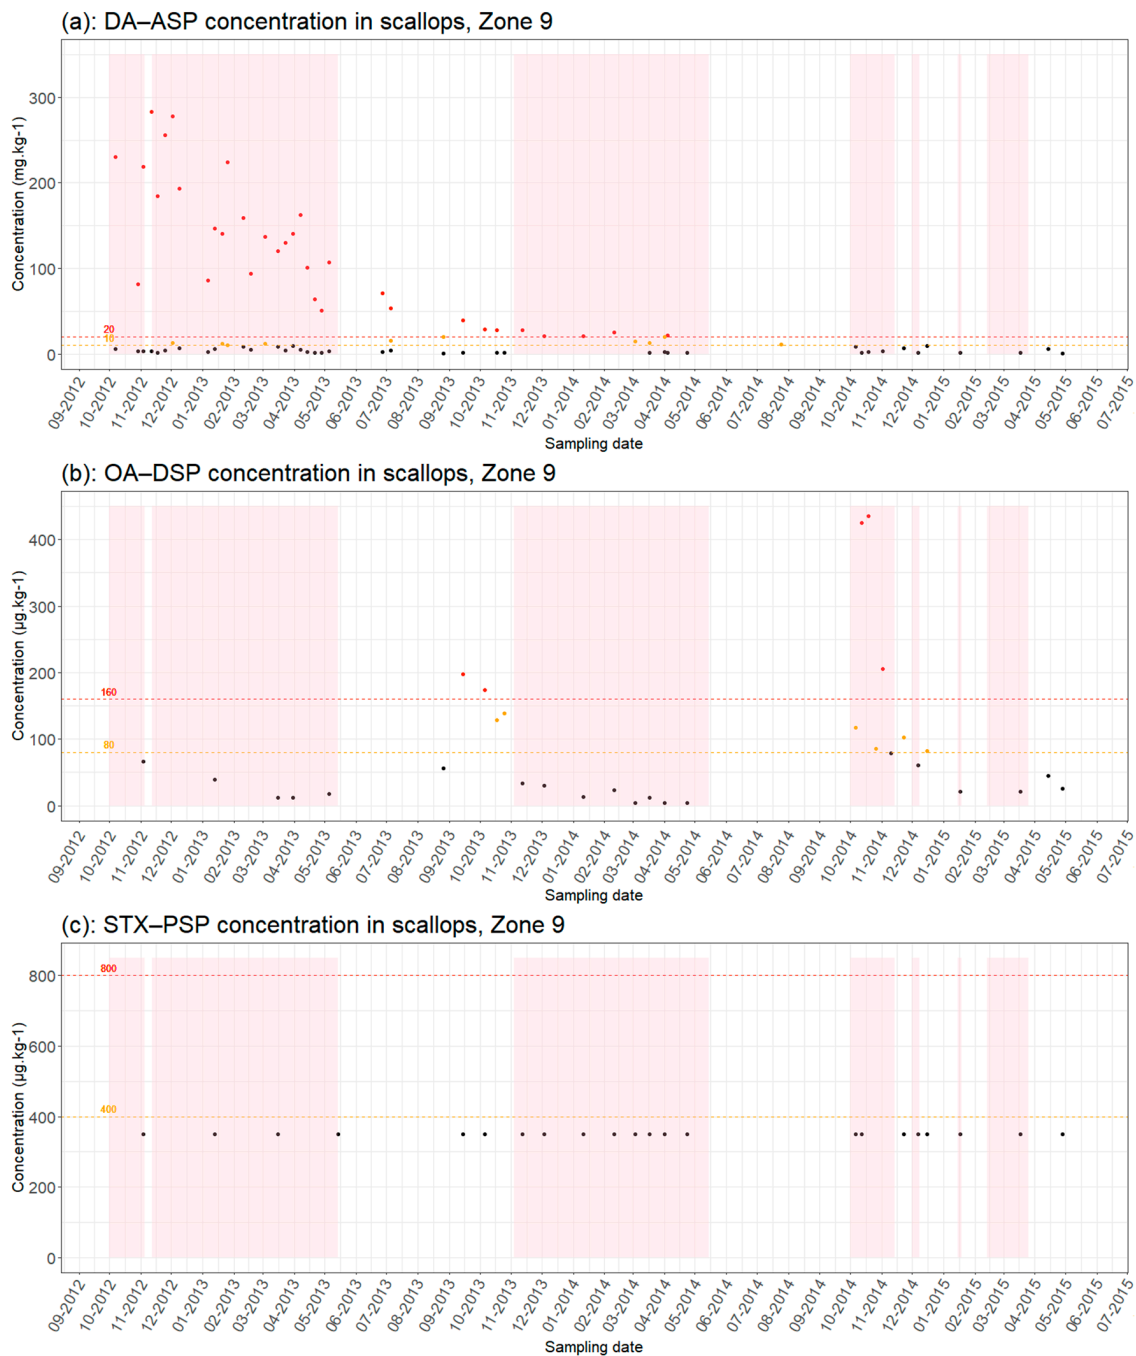 (a): DA–ASP concentration in scallops, Zone 9
Concentration (mg.kg-1)
300
200
100
0
20
10
09-2012 10-2012 11-2012 12-2012 01-2013 02-2013 03-2013 04-2013 05-2013 06-2013 07-2013 08-2013 09-2013 10-2013 11-2013 01-2014 02-2014 03-2014 04-2014 05-2014 06-2014 07-2014 08-2014 09-2014 10-2014 11-2014 12-2014 01-2015 02-2015 03-2015 04-2015 05-2015 06-2015 07-2015
Sampling date
(b): OA–DSP concentration in scallops, Zone 9
Concentration (µg.kg-1)
400
300
200
100
0
160
80
09-2012 10-2012 11-2012 12-2012 01-2013 02-2013 03-2013 04-2013 05-2013 06-2013 07-2013 08-2013 09-2013 10-2013 11-2013 01-2014 02-2014 03-2014 04-2014 05-2014 06-2014 07-2014 08-2014 09-2014 10-2014 11-2014 12-2014 01-2015 02-2015 03-2015 04-2015 05-2015 06-2015 07-2015
Sampling date
(c): STX–PSP concentration in scallops, Zone 9
Concentration (µg.kg-1)
800
600
400
200
0
800
400
09-2012 10-2012 11-2012 12-2012 01-2013 02-2013 03-2013 04-2013 05-2013 06-2013 07-2013 08-2013 09-2013 10-2013 11-2013 01-2014 02-2014 03-2014 04-2014 05-2014 06-2014 07-2014 08-2014 09-2014 10-2014 11-2014 12-2014 01-2015 02-2015 03-2015 04-2015 05-2015 06-2015 07-2015
Sampling date